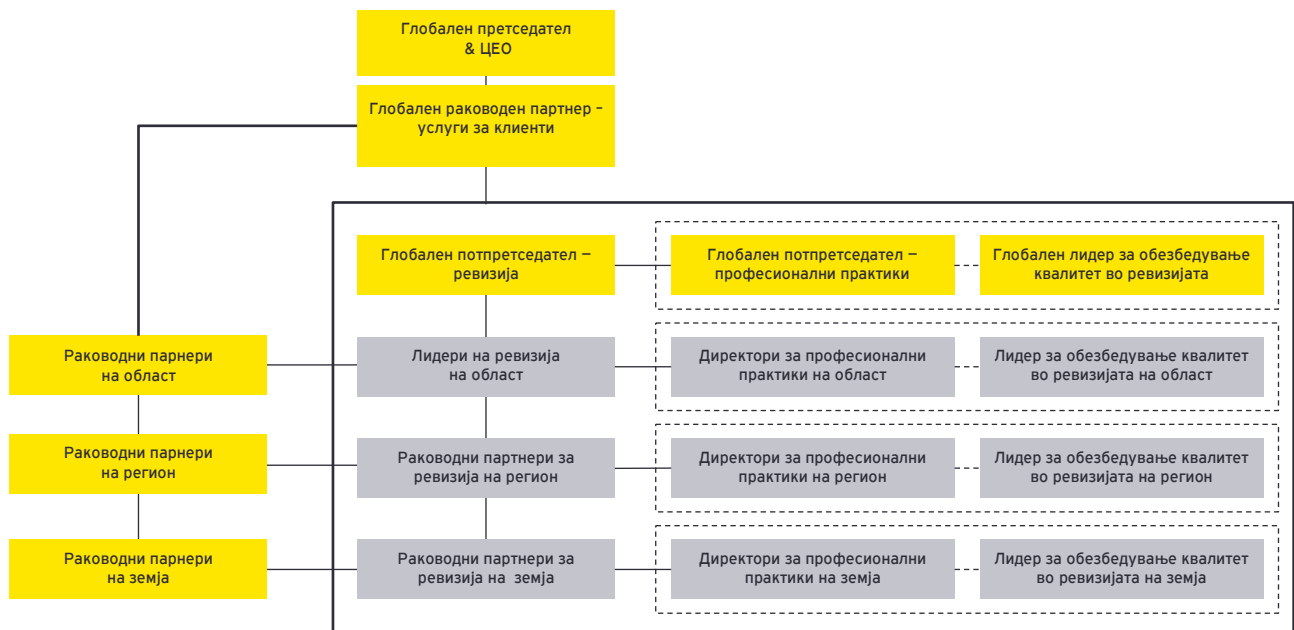 Глобален претседател
& ЦЕО
Глобален раководен партнер –
услуги за клиенти
Глобален потпретседател —
ревизија
Глобален потпретседател —
професионални практики
Глобален лидер за обезбедување
квалитет во ревизијата
Раководни парнери
на област
Лидери на ревизија
на област
Директори за професионални
практики на област
Лидер за обезбедување квалитет
во ревизијата на област
Раководни парнери
на регион
Раководни партнери за
ревизија на регион
Директори за професионални
практики на регион
Лидер за обезбедување квалитет
во ревизијата на регион
Раководни парнери
на земја
Раководни партнери за
ревизија на земја
Директори за професионални
практики на земја
Лидер за обезбедување квалитет
во ревизијата на земја